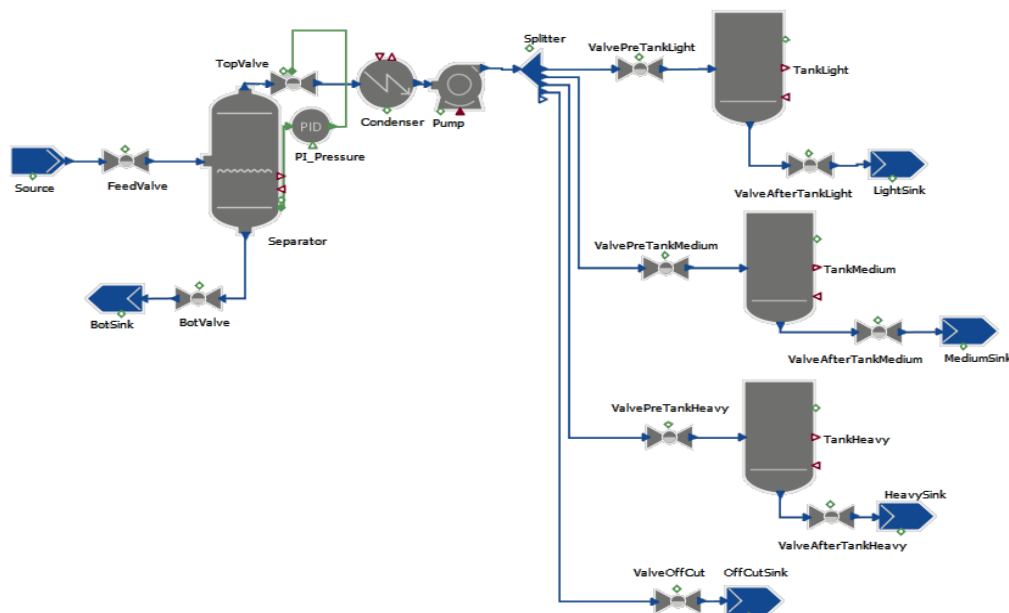 Splitter
ValvePreTankLight
TopValve
TankLight
Condenser
Pump
PID
PI_Pressure
Source
FeedValve
ValveAfterTankLight
LightSink
Separator
ValvePreTankMedium
TankMedium
BotSink
BotValve
ValveAfterTankMedium
MediumSink
ValvePreTankHeavy
TankHeavy
HeavySink
ValveAfterTankHeavy
ValveOffCut
OffCutSink